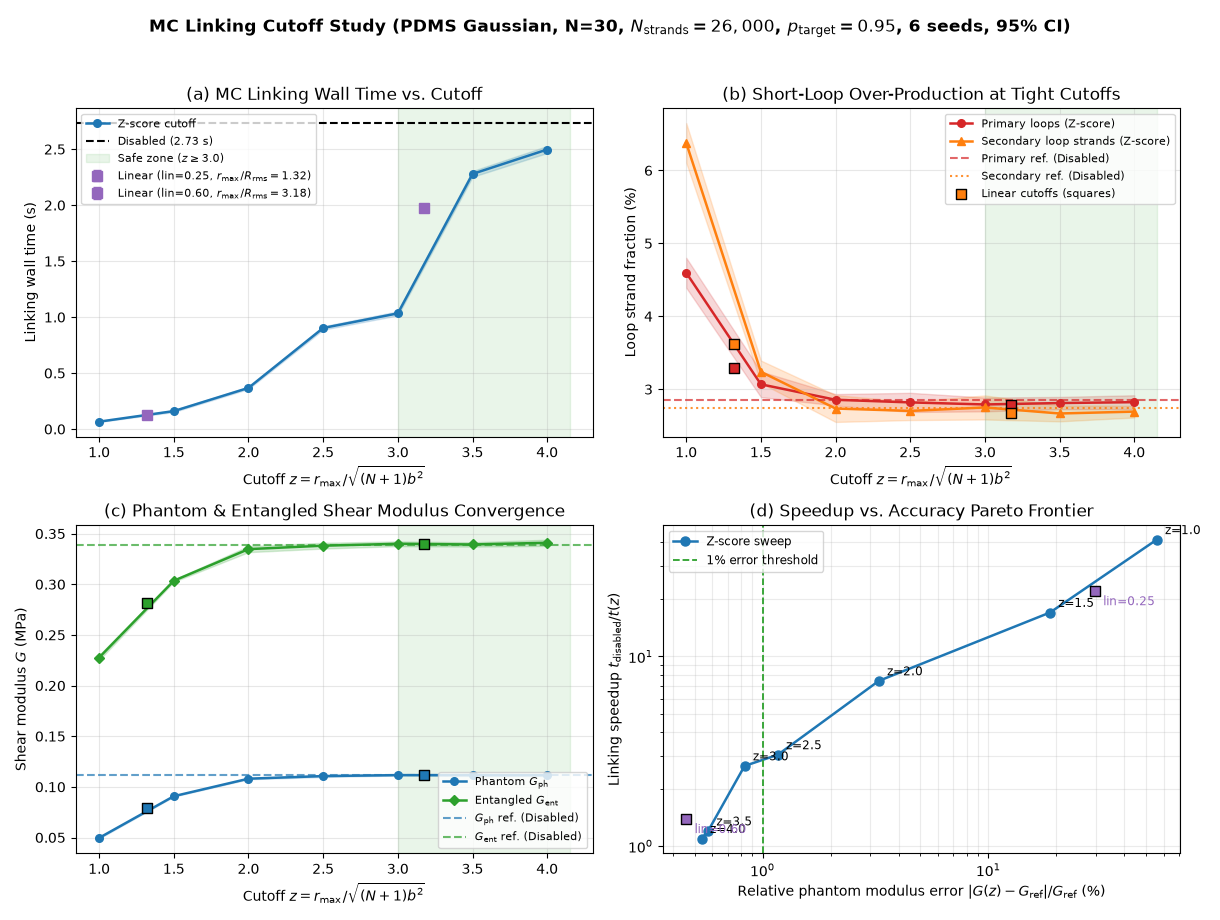 MC Linking Cutoff Study (PDMS Gaussian, N=30, N_strands = 26,000, p_target = 0.95, 6 seeds, 95% CI)
(a) MC Linking Wall Time vs. Cutoff
Z-score cutoff
Disabled (2.73 s)
Safe zone (z ≥ 3.0)
Linear (lin=0.25, r_max/R_rms = 1.32)
Linear (lin=0.60, r_max/R_rms = 3.18)
Linking wall time (s)
2.5
2.0
1.5
1.0
0.5
0.0
1.0 1.5 2.0 2.5 3.0 3.5 4.0
Cutoff z = r_max/√((N + 1)b²)
(b) Short-Loop Over-Production at Tight Cutoffs
Primary loops (Z-score)
Secondary loop strands (Z-score)
Primary ref. (Disabled)
Secondary ref. (Disabled)
Linear cutoffs (squares)
Loop strand fraction (%)
6
5
4
3
1.0 1.5 2.0 2.5 3.0 3.5 4.0
Cutoff z = r_max/√((N + 1)b²)
(c) Phantom & Entangled Shear Modulus Convergence
Shear modulus G (MPa)
0.35
0.30
0.25
0.20
0.15
0.10
0.05
Phantom G_ph
Entangled G_ent
G_ph ref. (Disabled)
G_ent ref. (Disabled)
1.0 1.5 2.0 2.5 3.0 3.5 4.0
Cutoff z = r_max/√((N + 1)b²)
(d) Speedup vs. Accuracy Pareto Frontier
Z-score sweep
1% error threshold
Linking speedup t_disabled/t(z)
10¹
10⁰
z=1.0
lin=0.25
z=1.5
z=2.0
z=2.5
z=3.0
z=3.5
z=4.0
lin=0.60
10⁰ 10¹
Relative phantom modulus error |G(z) − G_ref|/G_ref (%)